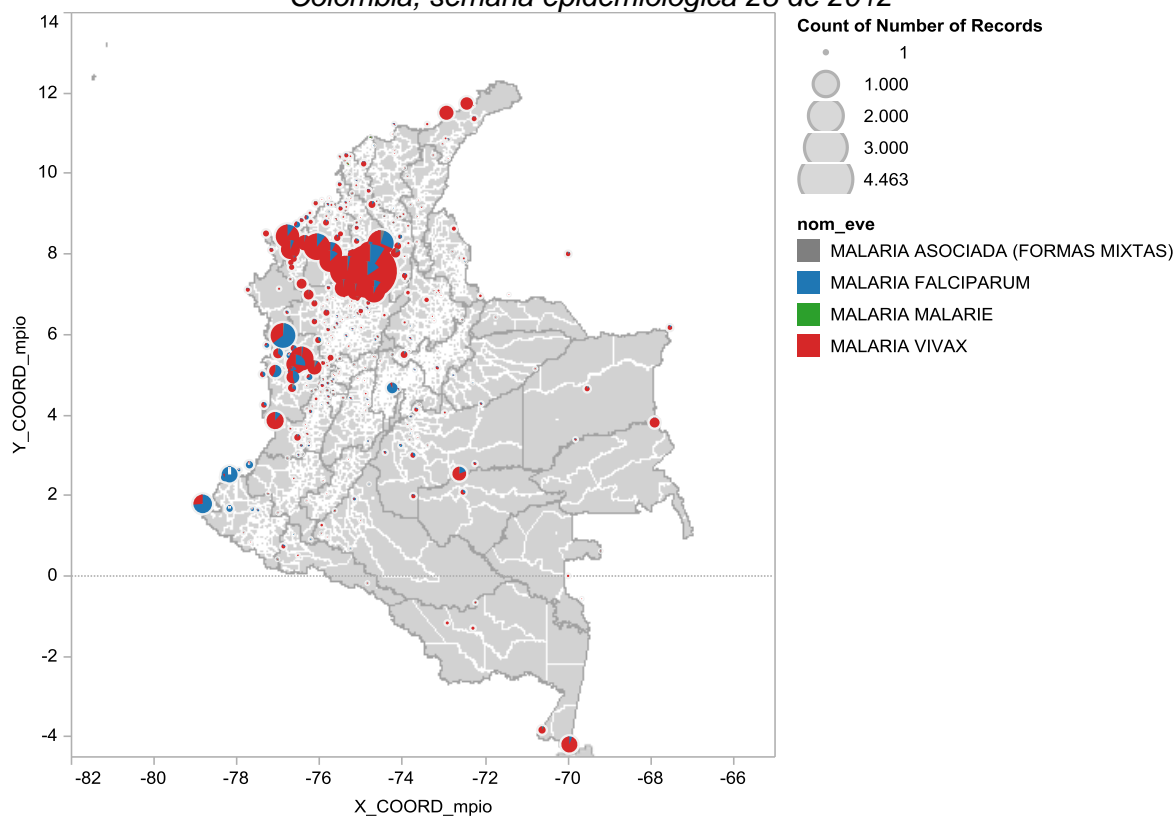 Colombia, semana epidemiológica 28 de 2012
Count of Number of Records
1
1.000
2.000
3.000
4.463
nom_eve
MALARIA ASOCIADA (FORMAS MIXTAS)
MALARIA FALCIPARUM
MALARIA MALARIE
MALARIA VIVAX
14
12
10
8
6
4
2
0
-2
-4
Y_COORD_mpio
-82 -80 -78 -76 -74 -72 -70 -68 -66
X_COORD_mpio